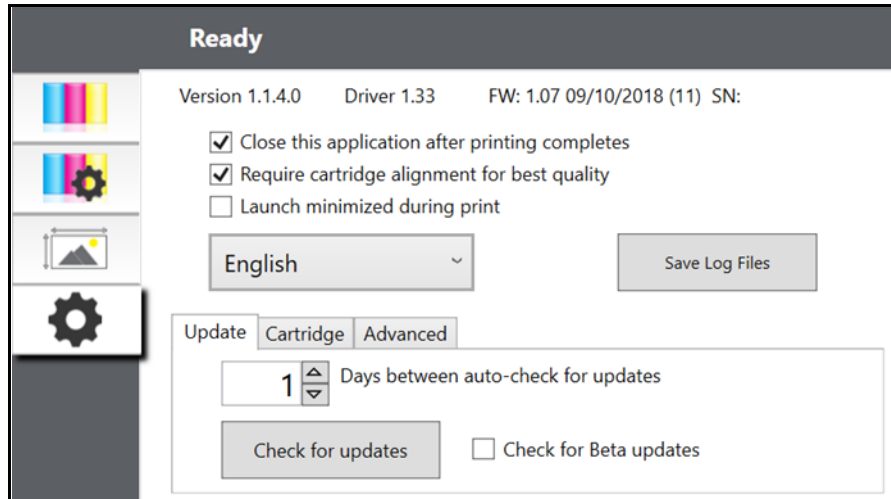 Ready
Version 1.1.4.0 Driver 1.33 FW: 1.07 09/10/2018 (11) SN:
Close this application after printing completes
Require cartridge alignment for best quality
Launch minimized during print
English
Save Log Files
Update Cartridge Advanced
1 Days between auto-check for updates
Check for updates Check for Beta updates